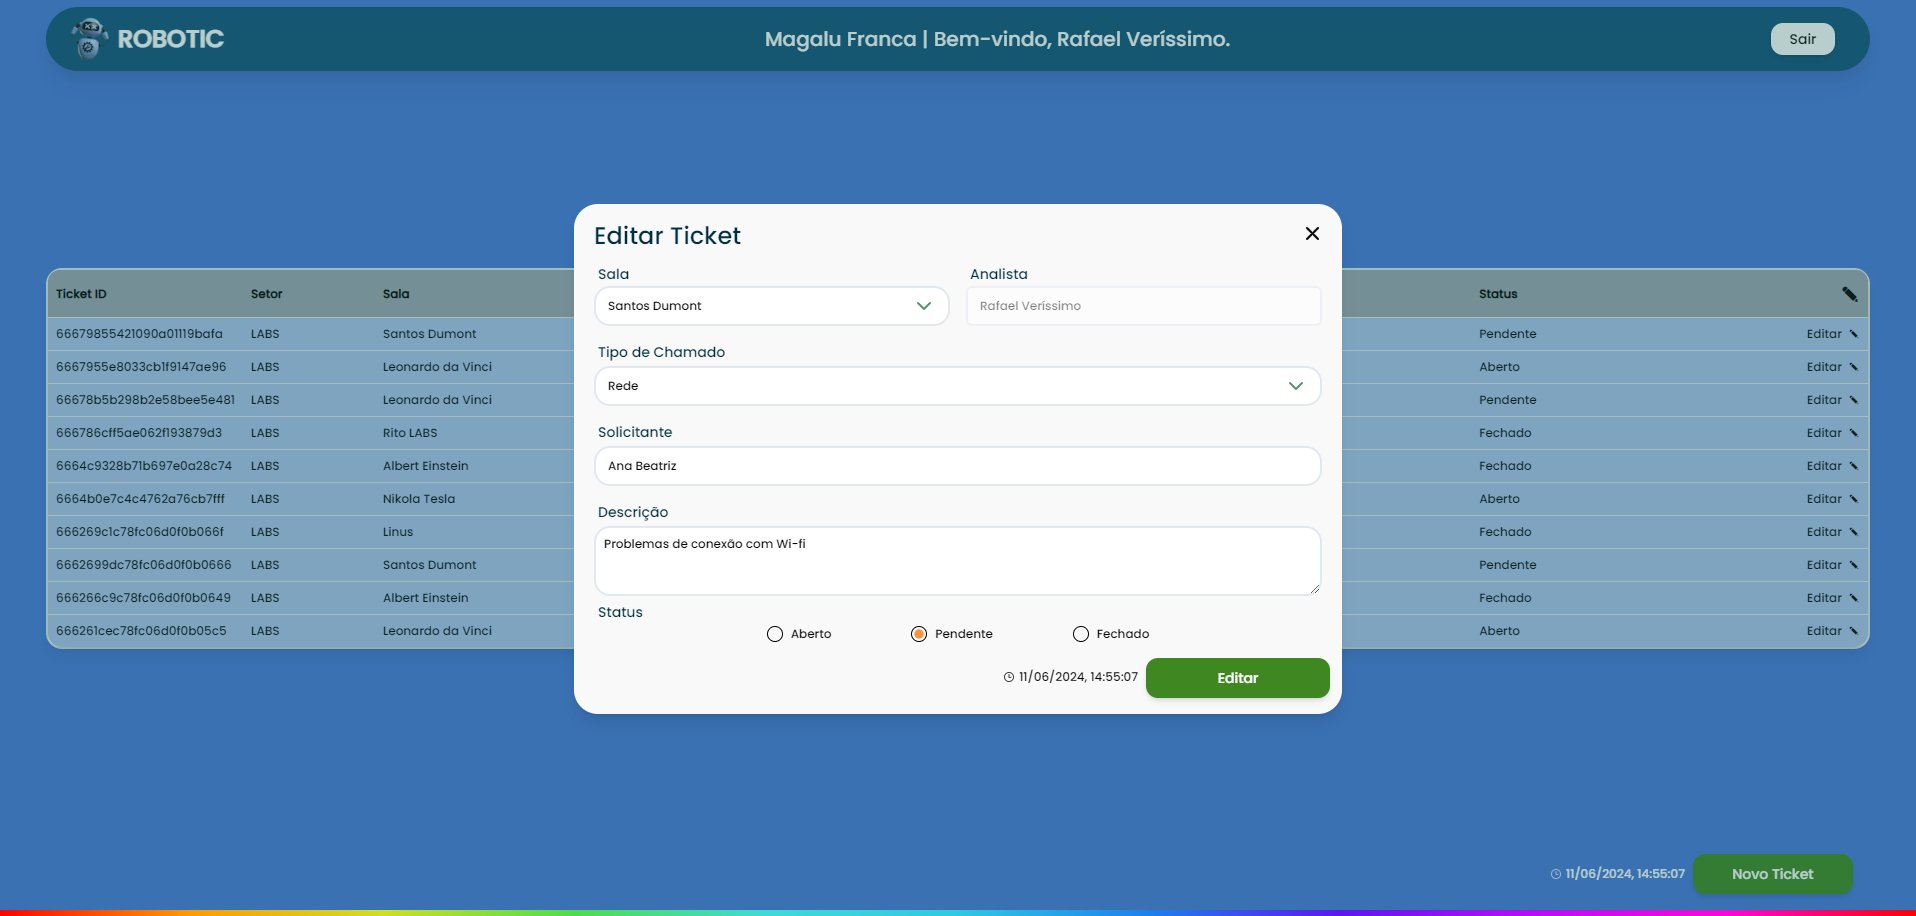 ROBOTIC
Magalu Franca | Bem-vindo, Rafael Veríssimo.
Sair
Editar Ticket
Sala
Analista
Santos Dumont
Rafael Veríssimo
Tipo de Chamado
Rede
Solicitante
Ana Beatriz
Descrição
Problemas de conexão com Wi-fi
Status
Aberto Pendente Fechado
11/06/2024, 14:55:07
Editar
Ticket ID Setor Sala Status
66679855421090a01119bafa LABS Santos Dumont Pendente Editar
6667955e8033cb1f9147ae96 LABS Leonardo da Vinci Aberto Editar
66678b5b298b2e58bee5e481 LABS Leonardo da Vinci Pendente Editar
666786cff5ae062f193879d3 LABS Rito LABS Fechado Editar
6664c9328b71b697e0a28c74 LABS Albert Einstein Fechado Editar
6664b0e7c4c4762a76cb7fff LABS Nikola Tesla Aberto Editar
666269c1c78fc06d0f0b066f LABS Linus Fechado Editar
6662699dc78fc06d0f0b0666 LABS Santos Dumont Pendente Editar
666266c9c78fc06d0f0b0649 LABS Albert Einstein Fechado Editar
666261cec78fc06d0f0b05c5 LABS Leonardo da Vinci Aberto Editar
11/06/2024, 14:55:07
Novo Ticket